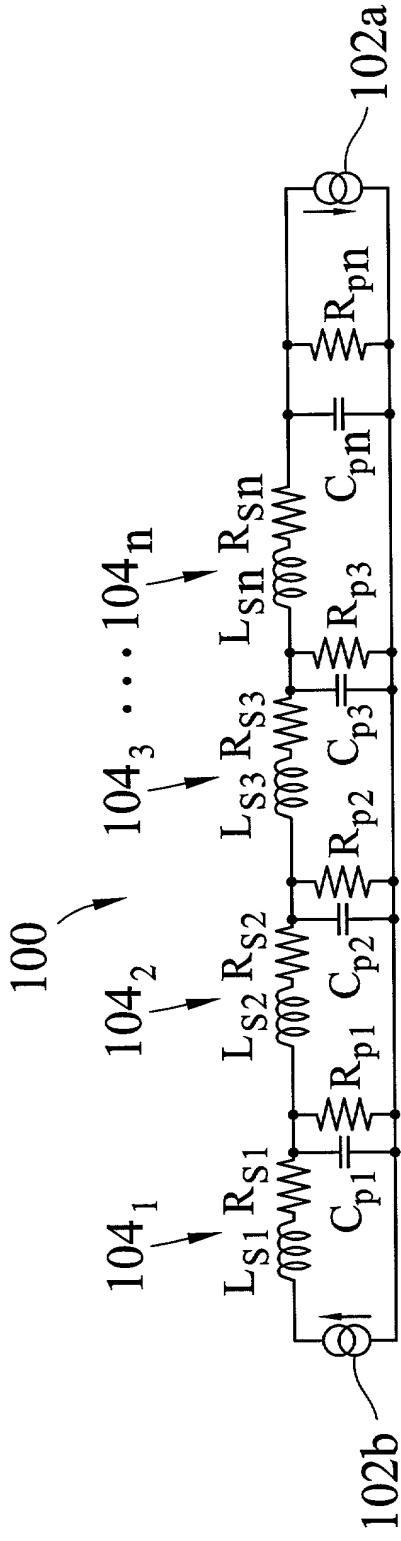 100
104₁ 104₂ 104₃ • • • 104ₙ
L_S1 R_S1 L_S2 R_S2 L_S3 R_S3 L_Sn R_Sn
C_p1 R_p1 C_p2 R_p2 C_p3 R_p3 C_pn R_pn
102b 102a